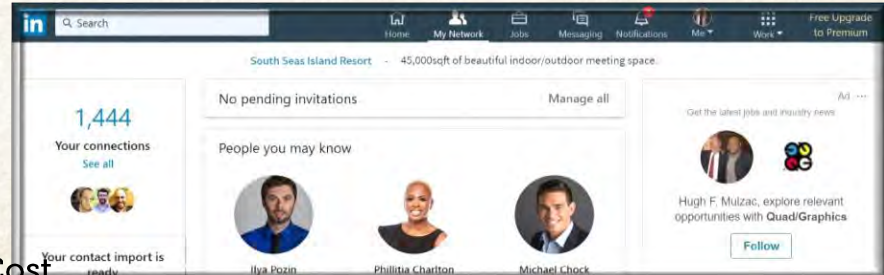 in Search Home My Network Jobs Messaging Notifications Me Work Free Upgrade
to Premium
South Seas Island Resort - 45,000sqft of beautiful indoor/outdoor meeting space.
1,444
Your connections
See all
Your contact import is
ready
No pending invitations Manage all
People you may know
Ilya Pozin Phillitia Charlton Michael Chock
Ad ...
Get the latest jobs and industry news
Hugh F. Mulzac, explore relevant
opportunities with Quad/Graphics
Follow
Cost